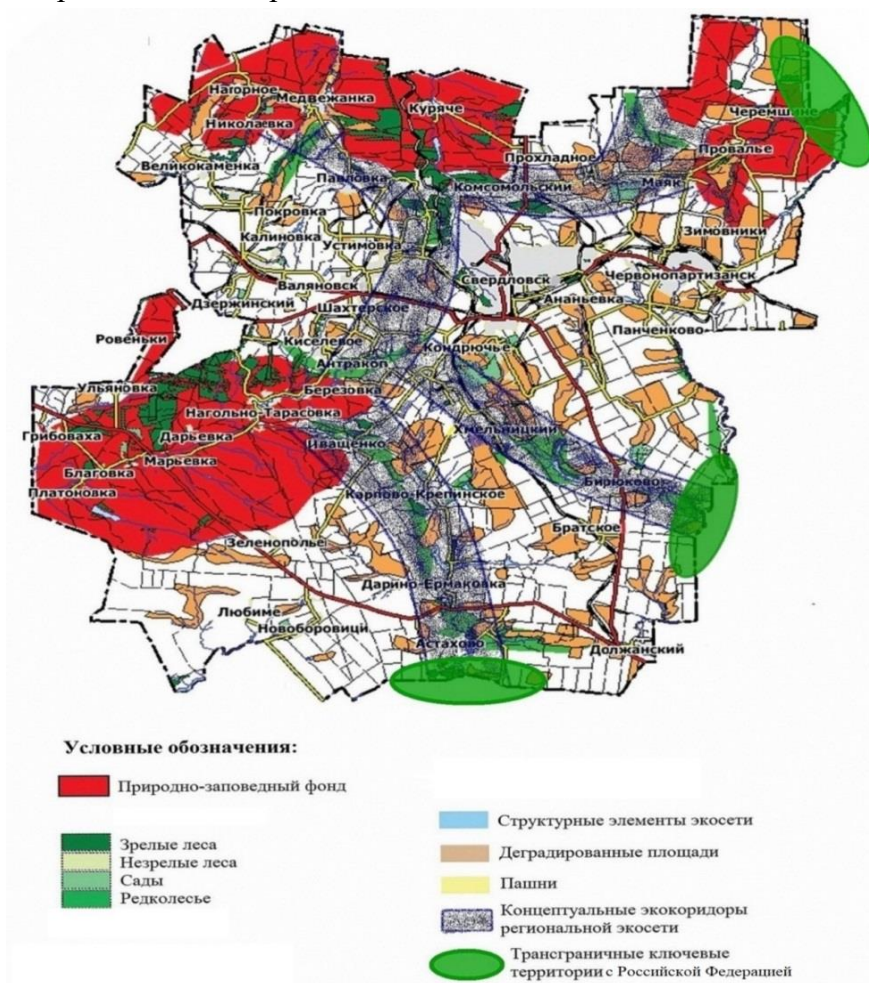 Нагорное
Медвежанка
Николаевка
Куряче
Черемшине
Великокаменка
Прохладное
Провалье
Павловка
Комсомольский
Маяк
Покровка
Зимовники
Калиновка
Устимовка
Свердловск
Червонопартизанск
Валяновск
Дзержинский
Ананьевка
Шахтерское
Панченково
Ровеньки
Киселевое
Кондрючье
Антракоп
Ульяновка
Березовка
Нагольно-Тарасовка
Хмельницкий
Грибоваха
Дарьевка
Иващенко
Марьевка
Благовка
Бирюково
Платоновка
Карпово-Крепинское
Братское
Зеленополье
Дарино-Ермаковка
Любиме
Новоборовици
Астахово
Должанский
Условные обозначения:
Природно-заповедный фонд
Зрелые леса
Незрелые леса
Сады
Редколесье
Структурные элементы экосети
Деградированные площади
Пашни
Концептуальные экокоридоры
региональной экосети
Трансграничные ключевые
территории с Российской Федерацией